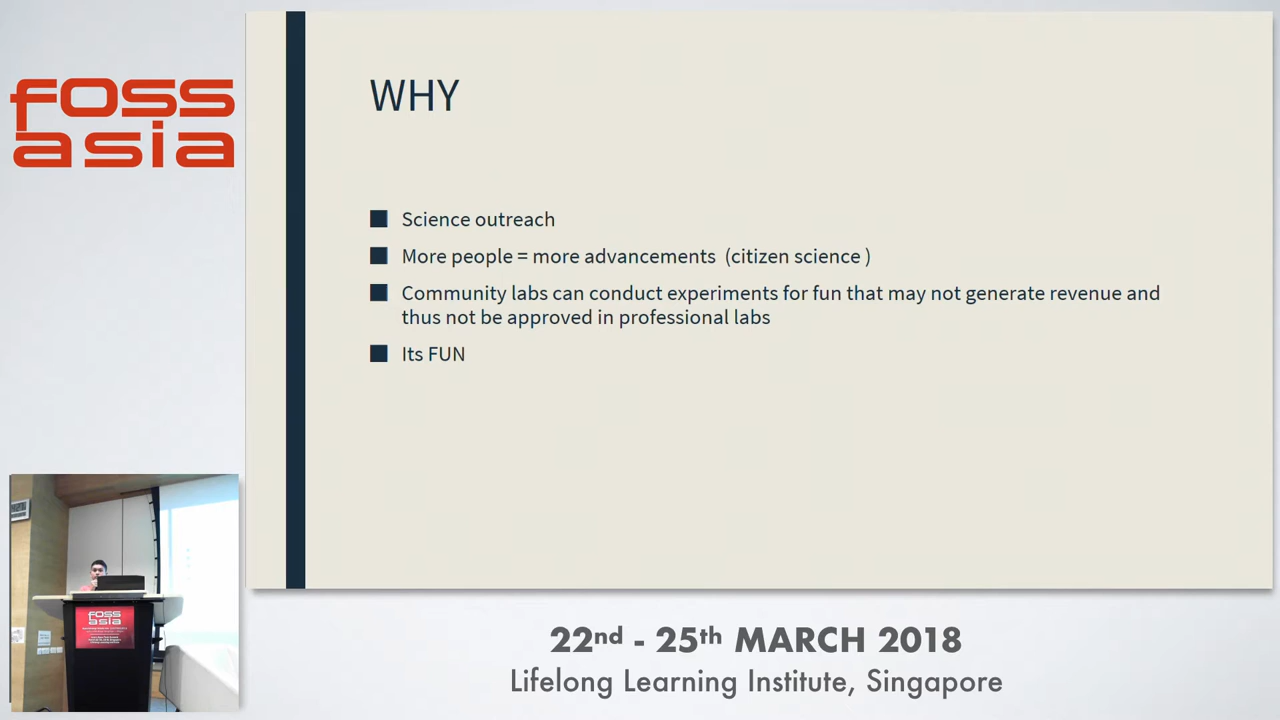 foss
asia
WHY
Science outreach
More people = more advancements (citizen science )
Community labs can conduct experiments for fun that may not generate revenue and
thus not be approved in professional labs
Its FUN
foss
asia
22nd - 25th MARCH 2018
Lifelong Learning Institute, Singapore